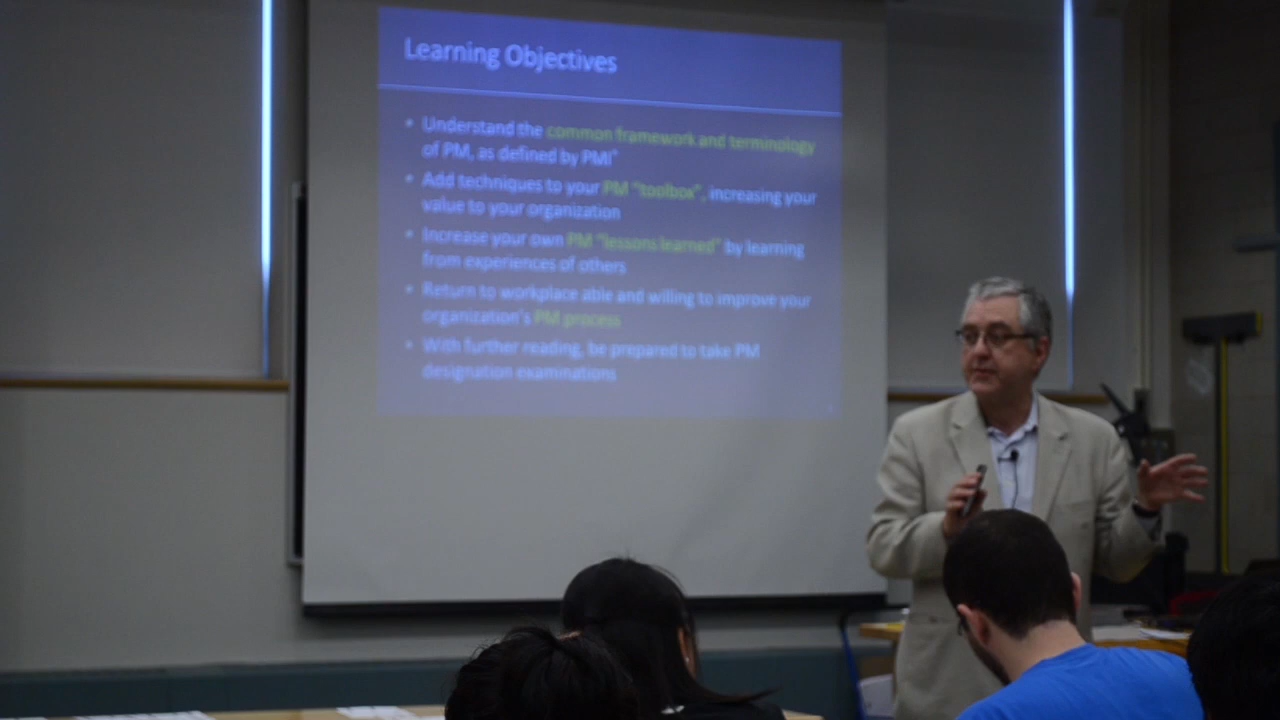 Learning Objectives
• Understand the common framework and terminology
of PM, as defined by PMI®
• Add techniques to your PM "toolbox", increasing your
value to your organization
• Increase your own PM "lessons learned" by learning
from experiences of others
• Return to workplace able and willing to improve your
organization's PM process
• With further reading, be prepared to take PM
designation examinations